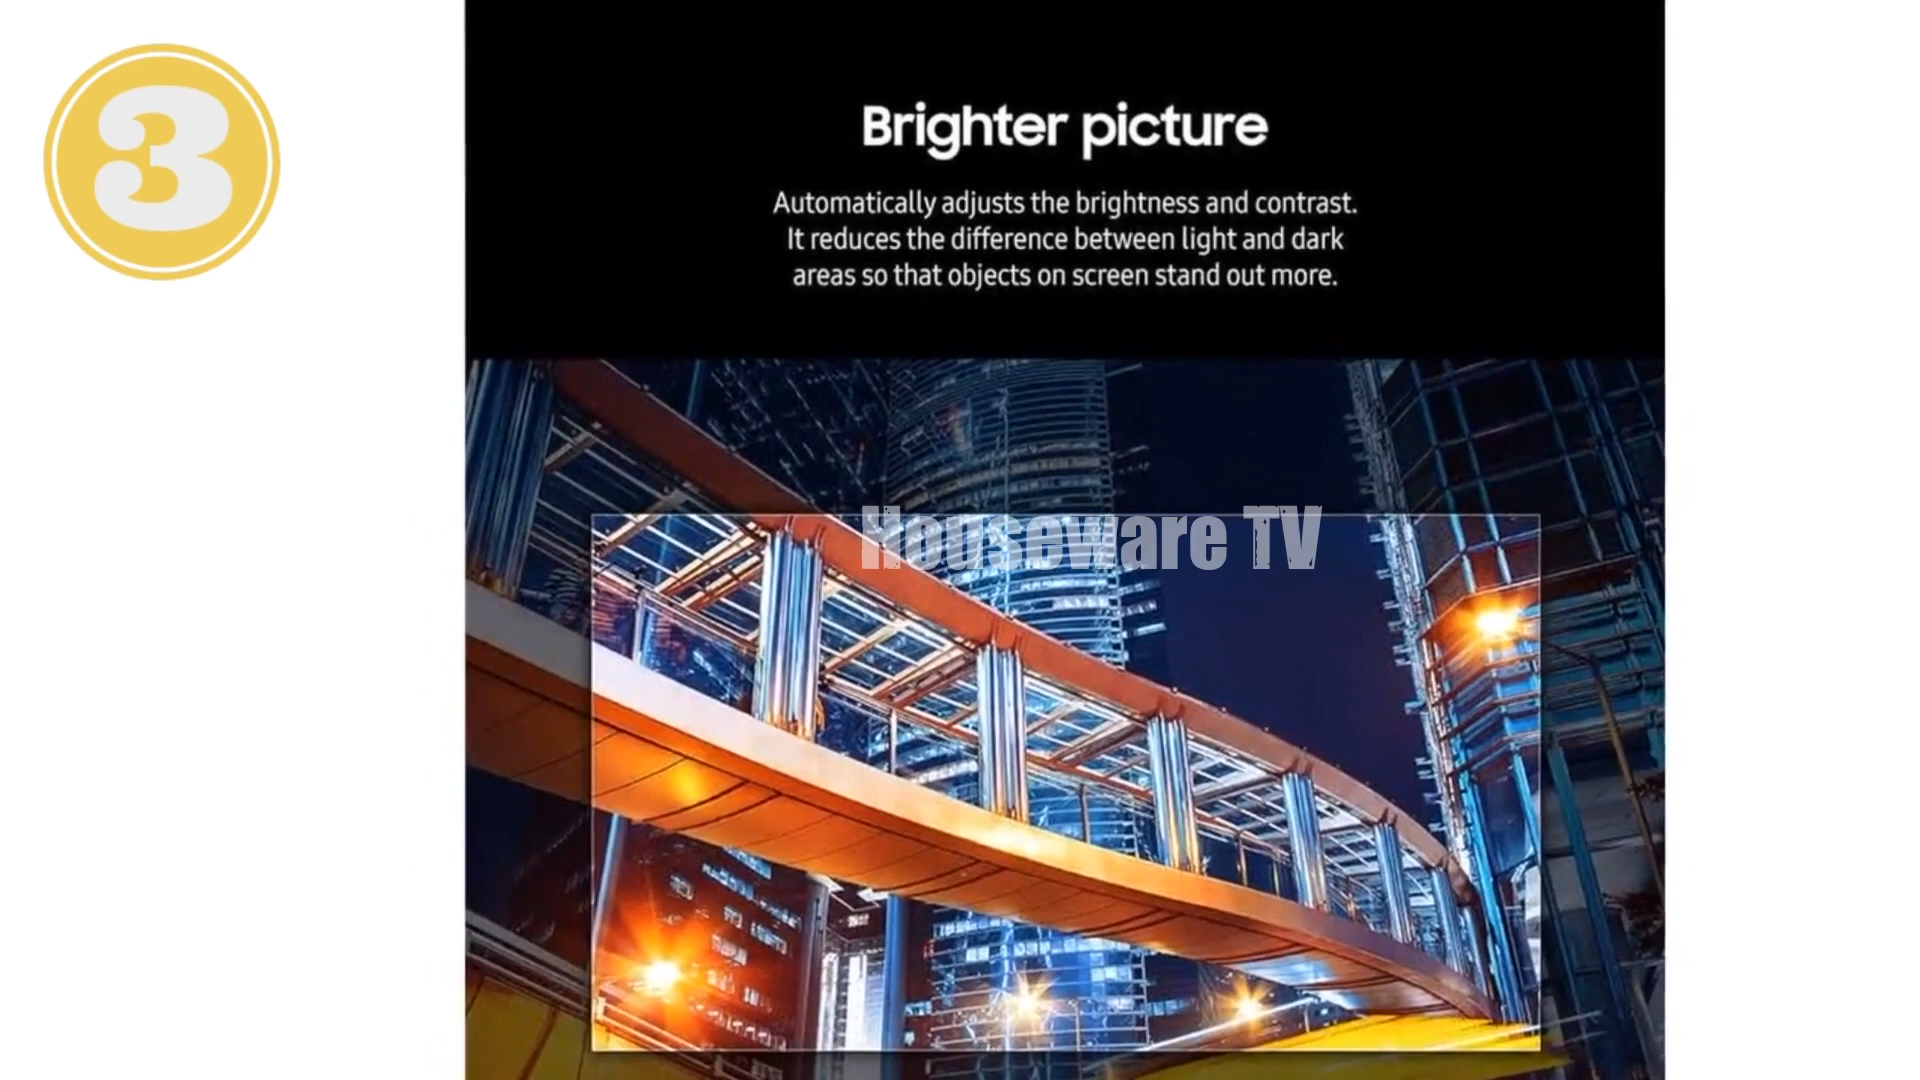 3
Brighter picture
Automatically adjusts the brightness and contrast.
It reduces the difference between light and dark
areas so that objects on screen stand out more.
Houseware TV